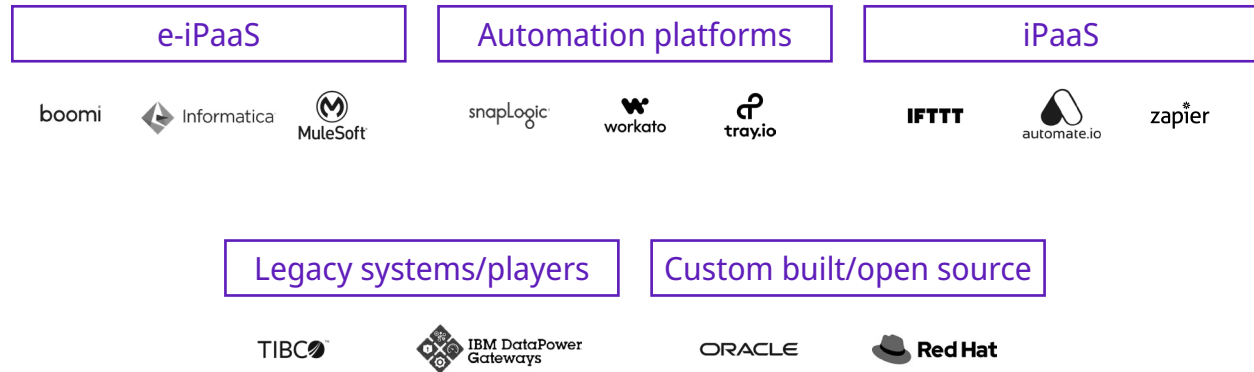 e-iPaaS
Automation platforms
iPaaS
boomi
Informatica
MuleSoft
snapLogic
workato
tray.io
IFTTT
automate.io
zapier
Legacy systems/players
Custom built/open source
TIBCO
IBM DataPower
Gateways
ORACLE
Red Hat